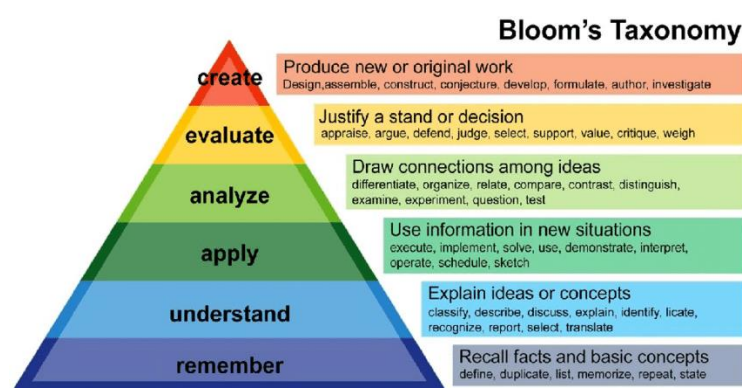 Bloom's Taxonomy
create
Produce new or original work
Design,assemble, construct, conjecture, develop, formulate, author, investigate
evaluate
Justify a stand or decision
appraise, argue, defend, judge, select, support, value, critique, weigh
analyze
Draw connections among ideas
differentiate, organize, relate, compare, contrast, distinguish,
examine, experiment, question, test
apply
Use information in new situations
execute, implement, solve, use, demonstrate, interpret,
operate, schedule, sketch
understand
Explain ideas or concepts
classify, describe, discuss, explain, identify, licate,
recognize, report, select, translate
remember
Recall facts and basic concepts
define, duplicate, list, memorize, repeat, state